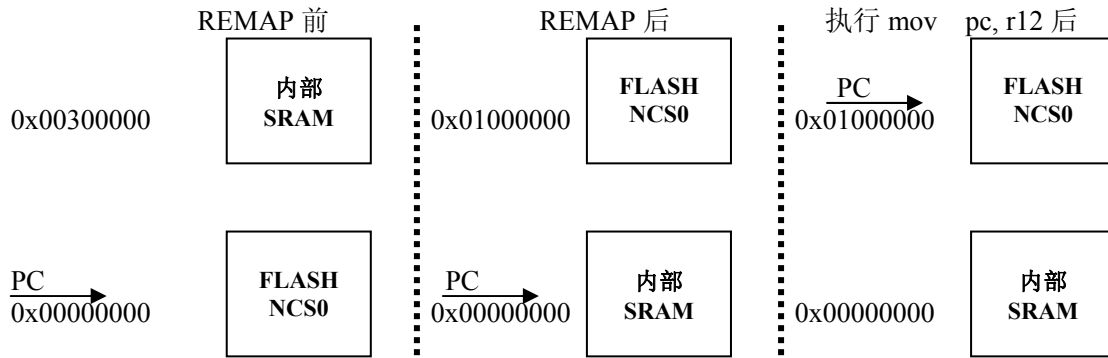 REMAP 前
REMAP 后
执行 mov pc, r12 后
内部
SRAM
0x00300000
FLASH
NCS0
0x01000000
PC
0x01000000
FLASH
NCS0
PC
0x00000000
FLASH
NCS0
PC
0x00000000
内部
SRAM
0x00000000
内部
SRAM